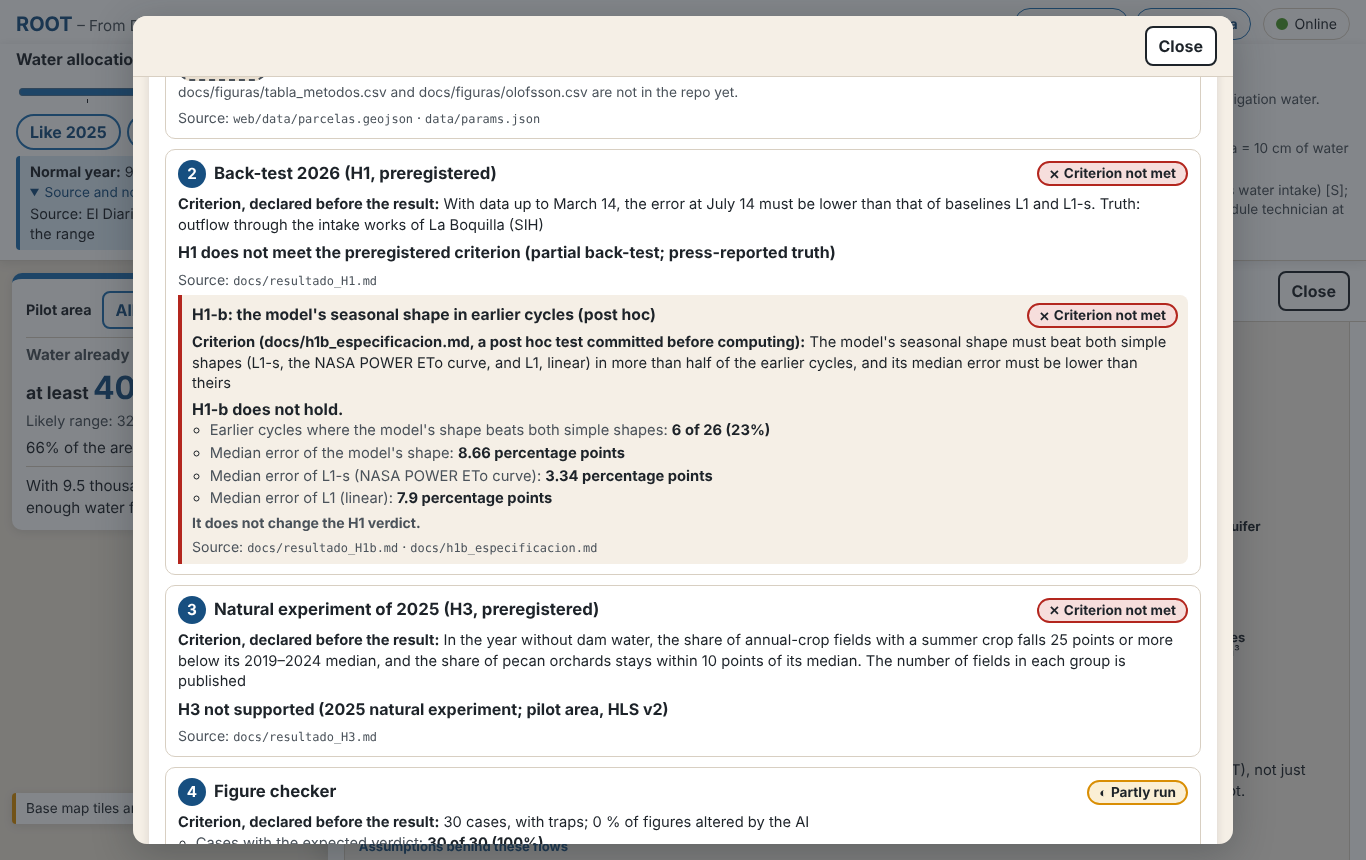 ROOT – From
Online
Water allocatio
Close
igation water.
Like 2025
a = 10 cm of water
Normal year: 9
Source and no
s water intake) [S];
Source: El Diari
dule technician at
the range
docs/figuras/tabla_metodos.csv and docs/figuras/olofsson.csv are not in the repo yet.
Source: web/data/parcelas.geojson · data/params.json
2 Back-test 2026 (H1, preregistered)
× Criterion not met
Criterion, declared before the result: With data up to March 14, the error at July 14 must be lower than that of baselines L1 and L1-s. Truth:
outflow through the intake works of La Boquilla (SIH)
H1 does not meet the preregistered criterion (partial back-test; press-reported truth)
Source: docs/resultado_H1.md
H1-b: the model's seasonal shape in earlier cycles (post hoc)
× Criterion not met
Criterion (docs/h1b_especificacion.md, a post hoc test committed before computing): The model's seasonal shape must beat both simple
shapes (L1-s, the NASA POWER ETo curve, and L1, linear) in more than half of the earlier cycles, and its median error must be lower than
theirs
H1-b does not hold.
Earlier cycles where the model's shape beats both simple shapes: 6 of 26 (23%)
Median error of the model's shape: 8.66 percentage points
Median error of L1-s (NASA POWER ETo curve): 3.34 percentage points
Median error of L1 (linear): 7.9 percentage points
It does not change the H1 verdict.
Source: docs/resultado_H1b.md · docs/h1b_especificacion.md
3 Natural experiment of 2025 (H3, preregistered)
× Criterion not met
Criterion, declared before the result: In the year without dam water, the share of annual-crop fields with a summer crop falls 25 points or more
below its 2019–2024 median, and the share of pecan orchards stays within 10 points of its median. The number of fields in each group is
published
H3 not supported (2025 natural experiment; pilot area, HLS v2)
Source: docs/resultado_H3.md
4 Figure checker
Partly run
Criterion, declared before the result: 30 cases, with traps; 0 % of figures altered by the AI
Cases with the expected verdict: 30 of 30 (100%)
Pilot area
Al
Close
Water already
at least 40
Likely range: 32
66% of the are
With 9.5 thousa
enough water f
uifer
es
T), not just
ot.
Base map tiles ar
Assumptions behind these flows